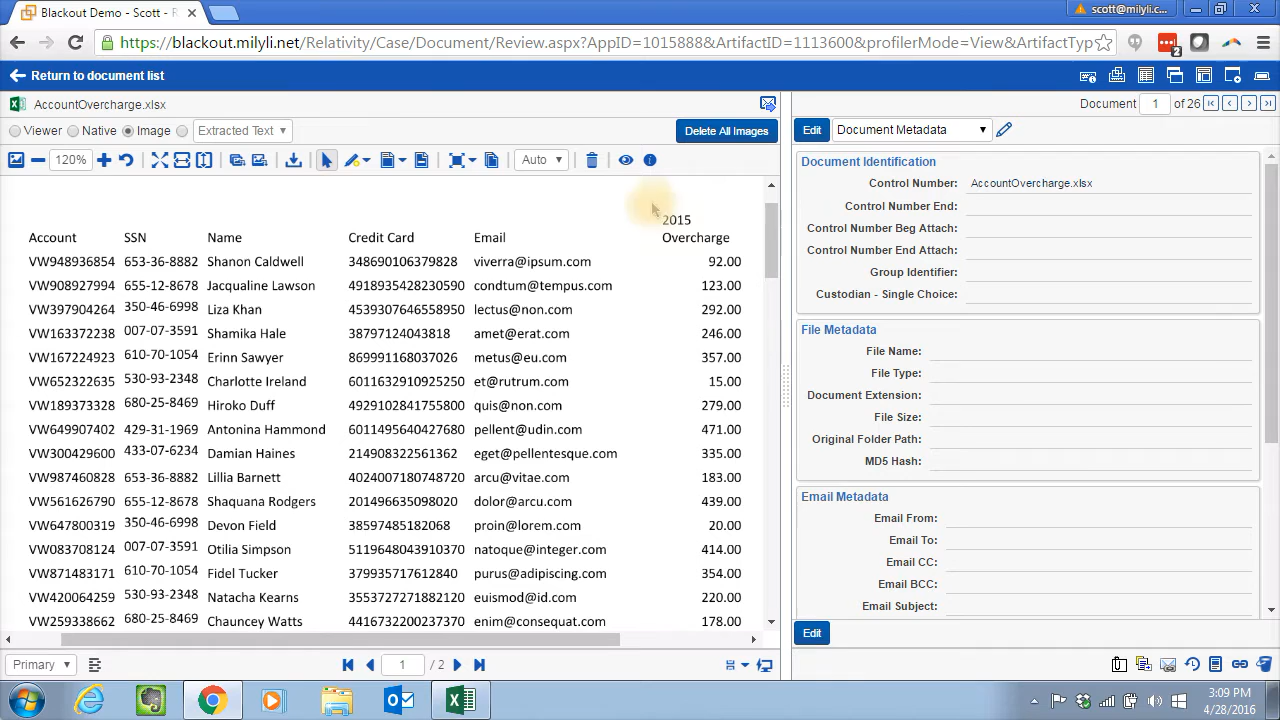 Blackout Demo - Scott - R
scott@milyli.c...
https://blackout.milyli.net/Relativity/Case/Document/Review.aspx?AppID=1015888&ArtifactID=1113600&profilerMode=View&ArtifactTyp
2
Return to document list
AccountOvercharge.xlsx
Document 1 of 26
Viewer Native Image Extracted Text
Delete All Images
Edit Document Metadata
120%
Auto
Document Identification
Control Number: AccountOvercharge.xlsx
Control Number End:
Control Number Beg Attach:
Control Number End Attach:
Group Identifier:
Custodian - Single Choice:
File Metadata
File Name:
File Type:
Document Extension:
File Size:
Original Folder Path:
MD5 Hash:
Email Metadata
Email From:
Email To:
Email CC:
Email BCC:
Email Subject:
Edit
2015
Account SSN Name Credit Card Email Overcharge
VW948936854 653-36-8882 Shanon Caldwell 348690106379828 viverra@ipsum.com 92.00
VW908927994 655-12-8678 Jacqualine Lawson 4918935428230590 condtum@tempus.com 123.00
VW397904264 350-46-6998 Liza Khan 4539307646558950 lectus@non.com 292.00
VW163372238 007-07-3591 Shamika Hale 38797124043818 amet@erat.com 246.00
VW167224923 610-70-1054 Erinn Sawyer 869991168037026 metus@eu.com 357.00
VW652322635 530-93-2348 Charlotte Ireland 6011632910925250 et@rutrum.com 15.00
VW189373328 680-25-8469 Hiroko Duff 4929102841755800 quis@non.com 279.00
VW649907402 429-31-1969 Antonina Hammond 6011495640427680 pellent@udin.com 471.00
VW300429600 433-07-6234 Damian Haines 214908322561362 eget@pellentesque.com 335.00
VW987460828 653-36-8882 Lillia Barnett 4024007180748720 arcu@vitae.com 183.00
VW561626790 655-12-8678 Shaquana Rodgers 201496635098020 dolor@arcu.com 439.00
VW647800319 350-46-6998 Devon Field 38597485182068 proin@lorem.com 20.00
VW083708124 007-07-3591 Otilia Simpson 5119648043910370 natoque@integer.com 414.00
VW871483171 610-70-1054 Fidel Tucker 379935717612840 purus@adipiscing.com 354.00
VW420064259 530-93-2348 Natacha Kearns 3553727271882120 euismod@id.com 220.00
VW259338662 680-25-8469 Chauncey Watts 4416732200237370 enim@consequat.com 178.00
Primary
1 / 2
3:09 PM
4/28/2016